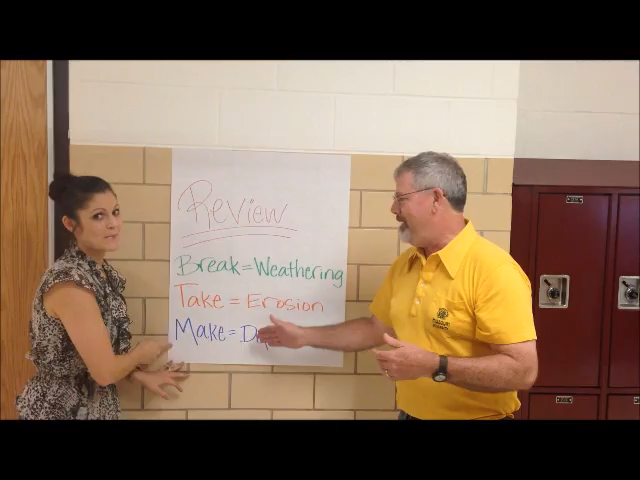 Review
Break = Weathering
Take = Erosion
Make =